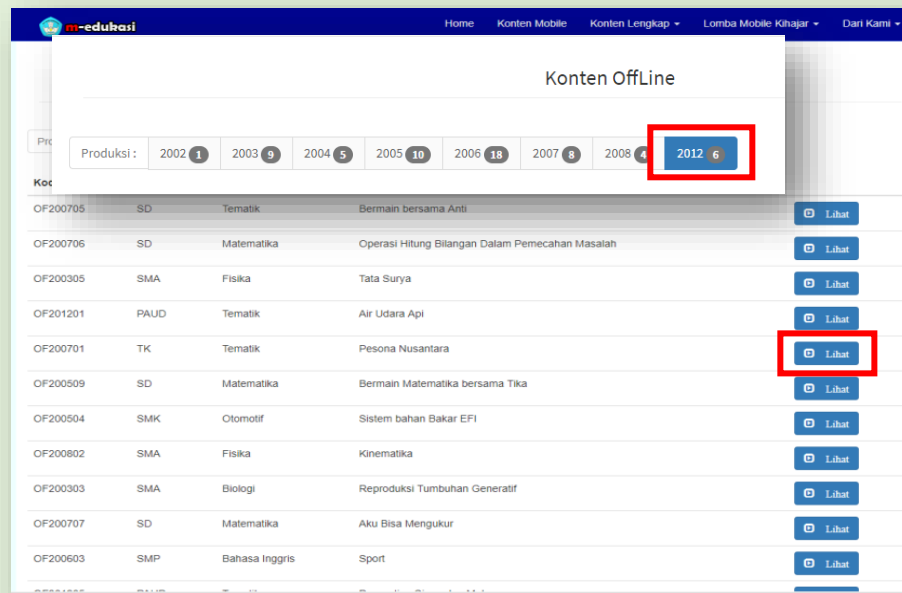 m-edukasi Home Konten Mobile Konten Lengkap Lomba Mobile Kihajar Dari Kami
Konten OffLine
Produksi : 2002 1 2003 9 2004 5 2005 10 2006 18 2007 8 2008 4 2012 6
OF200705 SD Tematik Bermain bersama Anti Lihat
OF200706 SD Matematika Operasi Hitung Bilangan Dalam Pemecahan Masalah Lihat
OF200305 SMA Fisika Tata Surya Lihat
OF201201 PAUD Tematik Air Udara Api Lihat
OF200701 TK Tematik Pesona Nusantara Lihat
OF200509 SD Matematika Bermain Matematika bersama Tika Lihat
OF200504 SMK Otomotif Sistem bahan Bakar EFI Lihat
OF200802 SMA Fisika Kinematika Lihat
OF200303 SMA Biologi Reproduksi Tumbuhan Generatif Lihat
OF200707 SD Matematika Aku Bisa Mengukur Lihat
OF200603 SMP Bahasa Inggris Sport Lihat